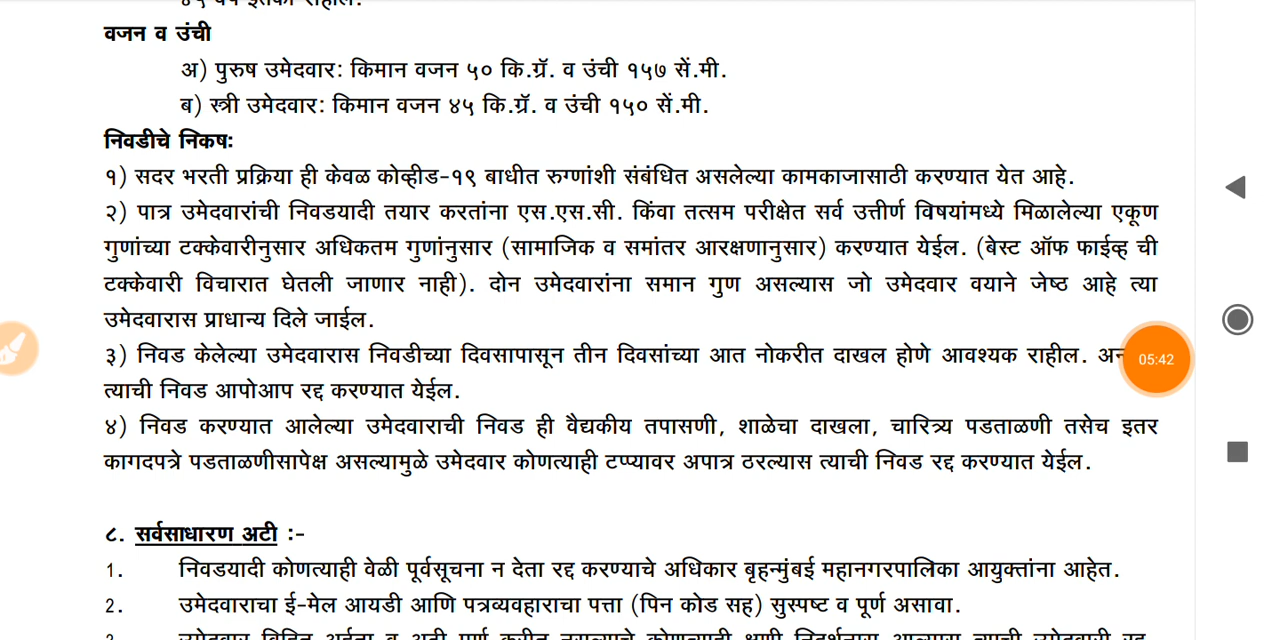 ४५ वर्षे इतकी राहील.
वजन व उंची
अ) पुरुष उमेदवार: किमान वजन ५० कि.ग्रॅ. व उंची १५७ सें.मी.
ब) स्त्री उमेदवार: किमान वजन ४५ कि.ग्रॅ. व उंची १५० सें.मी.
निवडीचे निकषः
१) सदर भरती प्रक्रिया ही केवळ कोव्हीड-१९ बाधीत रुग्णांशी संबंधित असलेल्या कामकाजासाठी करण्यात येत आहे.
२) पात्र उमेदवारांची निवडयादी तयार करतांना एस.एस.सी. किंवा तत्सम परीक्षेत सर्व उत्तीर्ण विषयांमध्ये मिळालेल्या एकूण
गुणांच्या टक्केवारीनुसार अधिकतम गुणांनुसार (सामाजिक व समांतर आरक्षणानुसार) करण्यात येईल. (बेस्ट ऑफ फाईव्ह ची
टक्केवारी विचारात घेतली जाणार नाही). दोन उमेदवारांना समान गुण असल्यास जो उमेदवार वयाने जेष्ठ आहे त्या
उमेदवारास प्राधान्य दिले जाईल.
३) निवड केलेल्या उमेदवारास निवडीच्या दिवसापासून तीन दिवसांच्या आत नोकरीत दाखल होणे आवश्यक राहील.
05:42
त्याची निवड आपोआप रद्द करण्यात येईल.
४) निवड करण्यात आलेल्या उमेदवाराची निवड ही वैद्यकीय तपासणी, शाळेचा दाखला, चारित्र्य पडताळणी तसेच इतर
कागदपत्रे पडताळणीसापेक्ष असल्यामुळे उमेदवार कोणत्याही टप्प्यावर अपात्र ठरल्यास त्याची निवड रद्द करण्यात येईल.
८. सर्वसाधारण अटी :-
1. निवडयादी कोणत्याही वेळी पूर्वसूचना न देता रद्द करण्याचे अधिकार बृहन्मुंबई महानगरपालिका आयुक्तांना आहेत.
2. उमेदवाराचा ई-मेल आयडी आणि पत्रव्यवहाराचा पत्ता (पिन कोड सह) सुस्पष्ट व पूर्ण असावा.